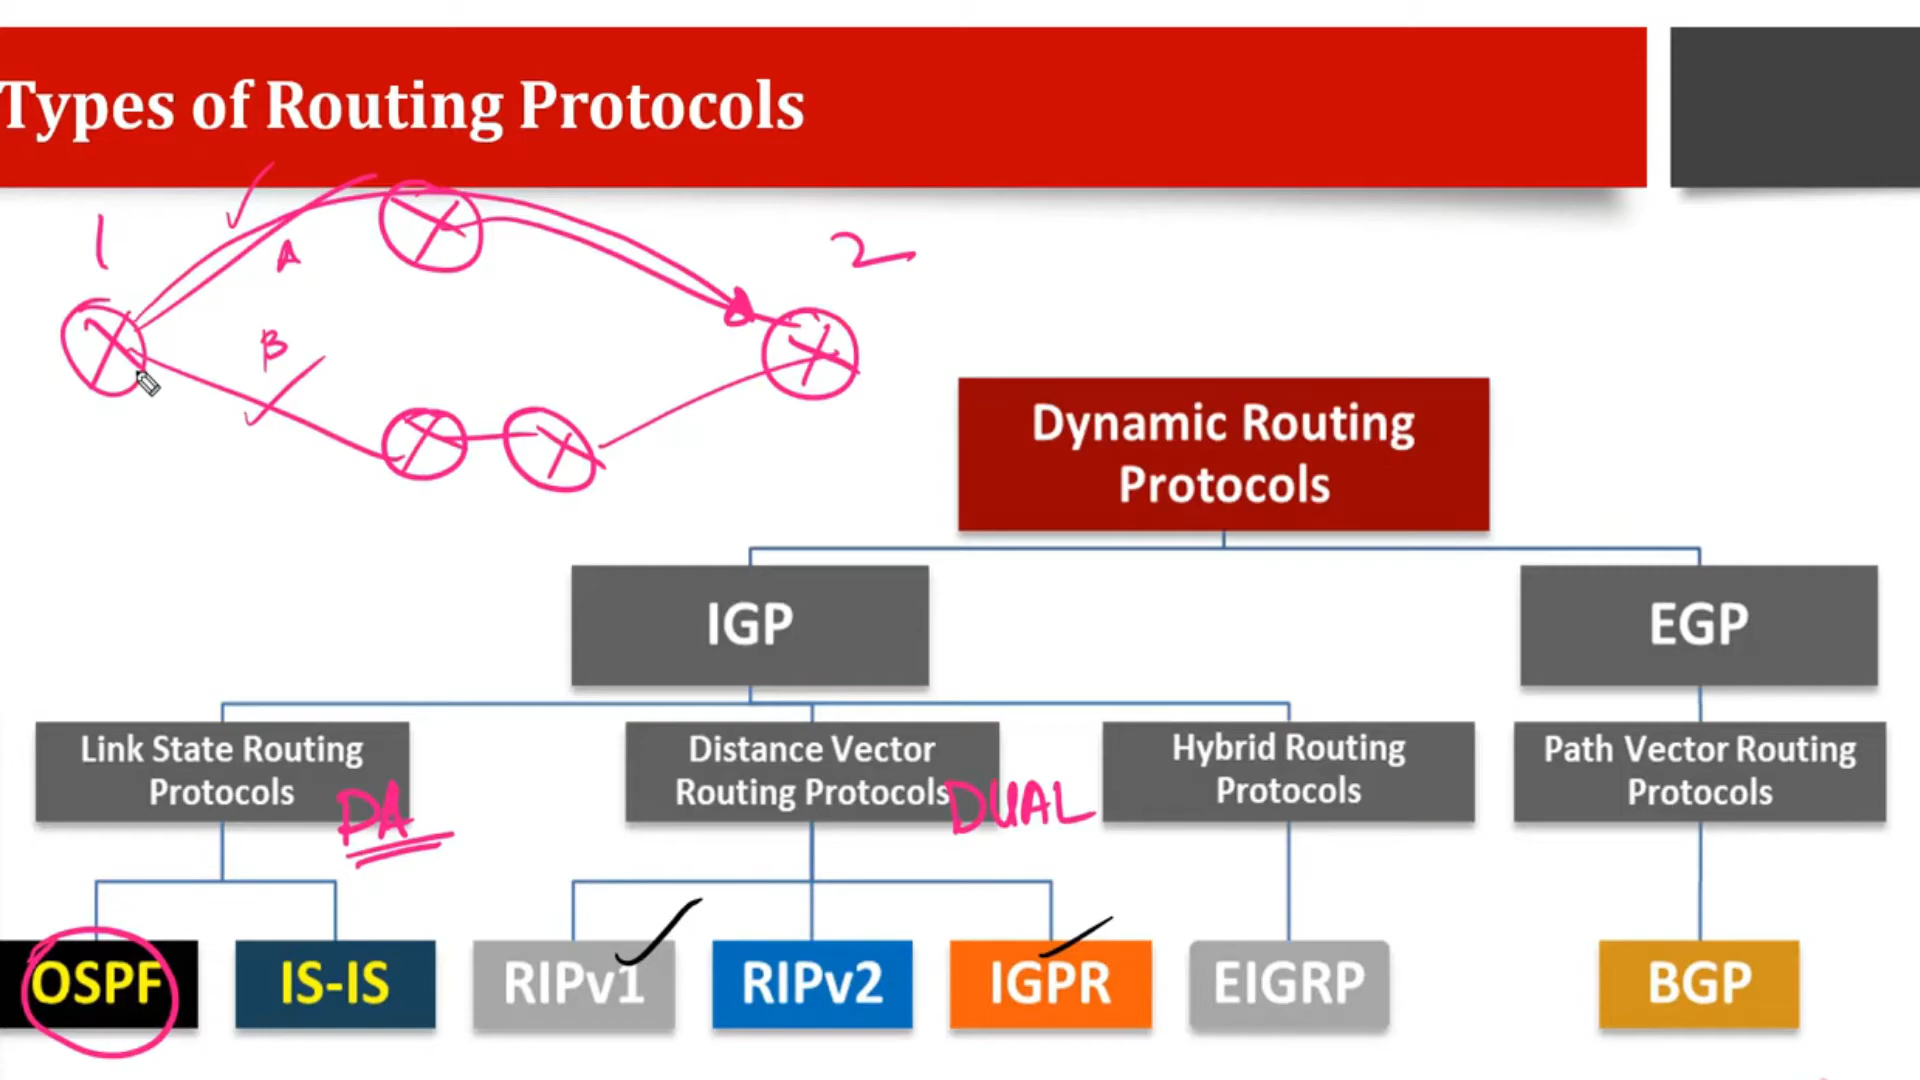 Types of Routing Protocols
1
A
2
B
Dynamic Routing
Protocols
IGP
EGP
Link State Routing
Protocols
DA
Distance Vector
Routing Protocols
DUAL
Hybrid Routing
Protocols
Path Vector Routing
Protocols
OSPF
IS-IS
RIPv1
RIPv2
IGPR
EIGRP
BGP